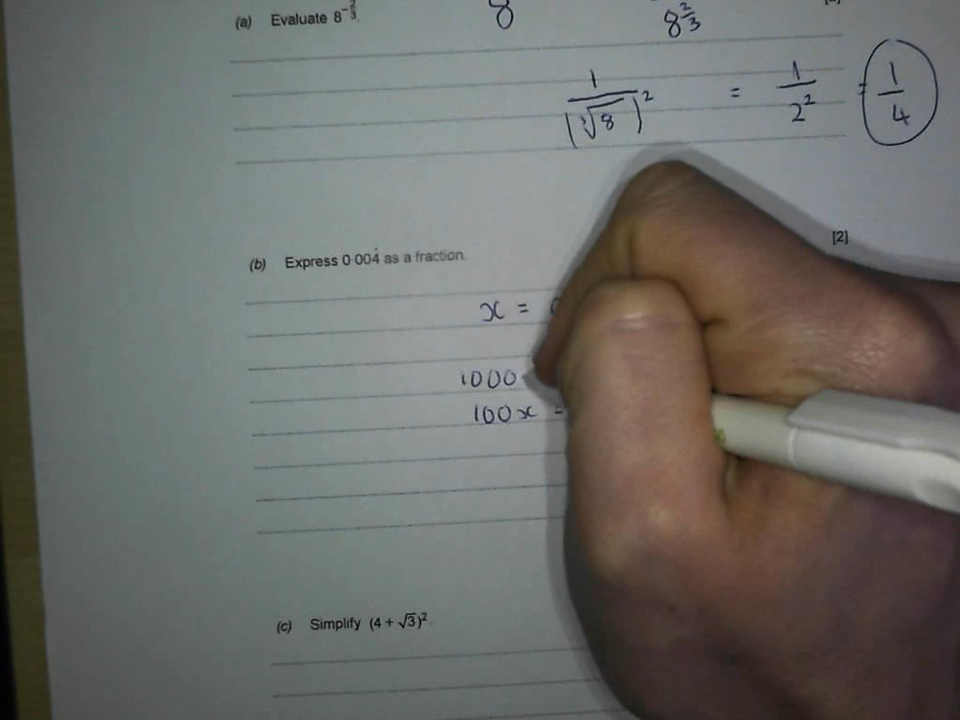 (a) Evaluate 8^{-2/3}.
8
8^{2/3}
1/(∛8)² = 1/2² = 1/4
[2]
(b) Express 0·004̇ as a fraction.
x =
1000
100x =
(c) Simplify (4 + √3)²